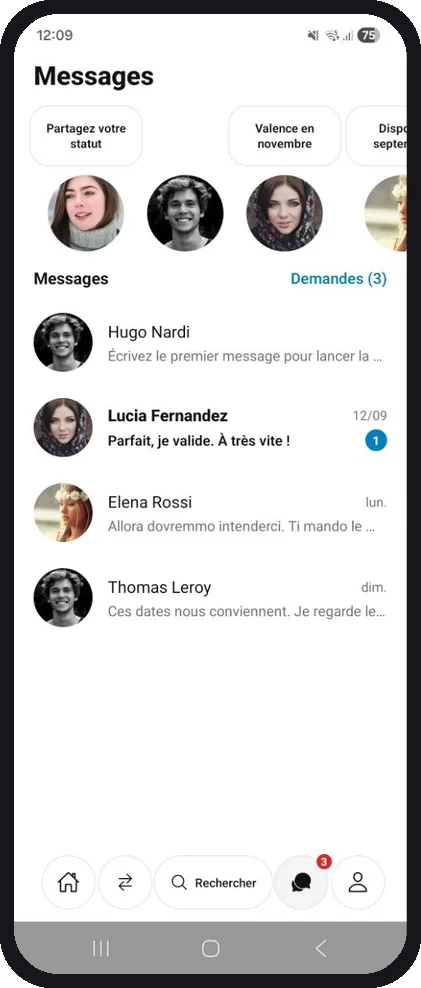 12:09
75
Messages
Partagez votre
statut
Valence en
novembre
Dispo
septem
Messages
Demandes (3)
Hugo Nardi
Écrivez le premier message pour lancer la ...
Lucia Fernandez
12/09
Parfait, je valide. À très vite !
1
Elena Rossi
lun.
Allora dovremmo intenderci. Ti mando le ...
Thomas Leroy
dim.
Ces dates nous conviennent. Je regarde le...
Rechercher
3